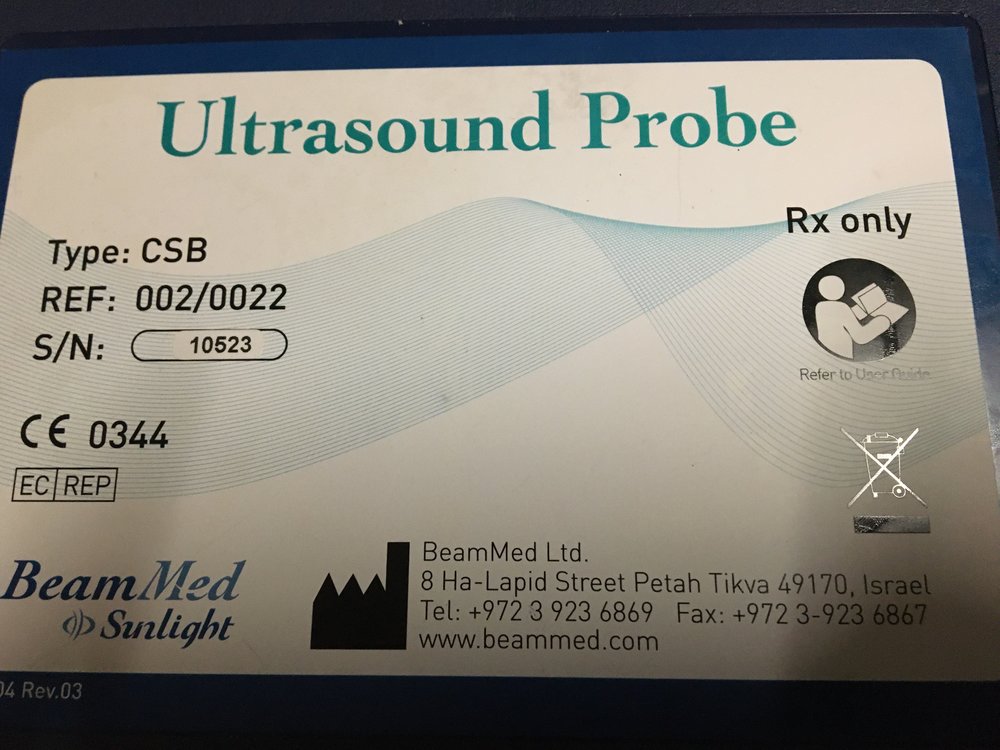 Ultrasound Probe
Type: CSB
REF: 002/0022
S/N: 10523
Rx only
Refer to User Guide
CE 0344
EC REP
BeamMed
Sunlight
BeamMed Ltd.
8 Ha-Lapid Street Petah Tikva 49170, Israel
Tel: +972 3 923 6869 Fax: +972 3-923 6867
www.beammed.com
04 Rev.03